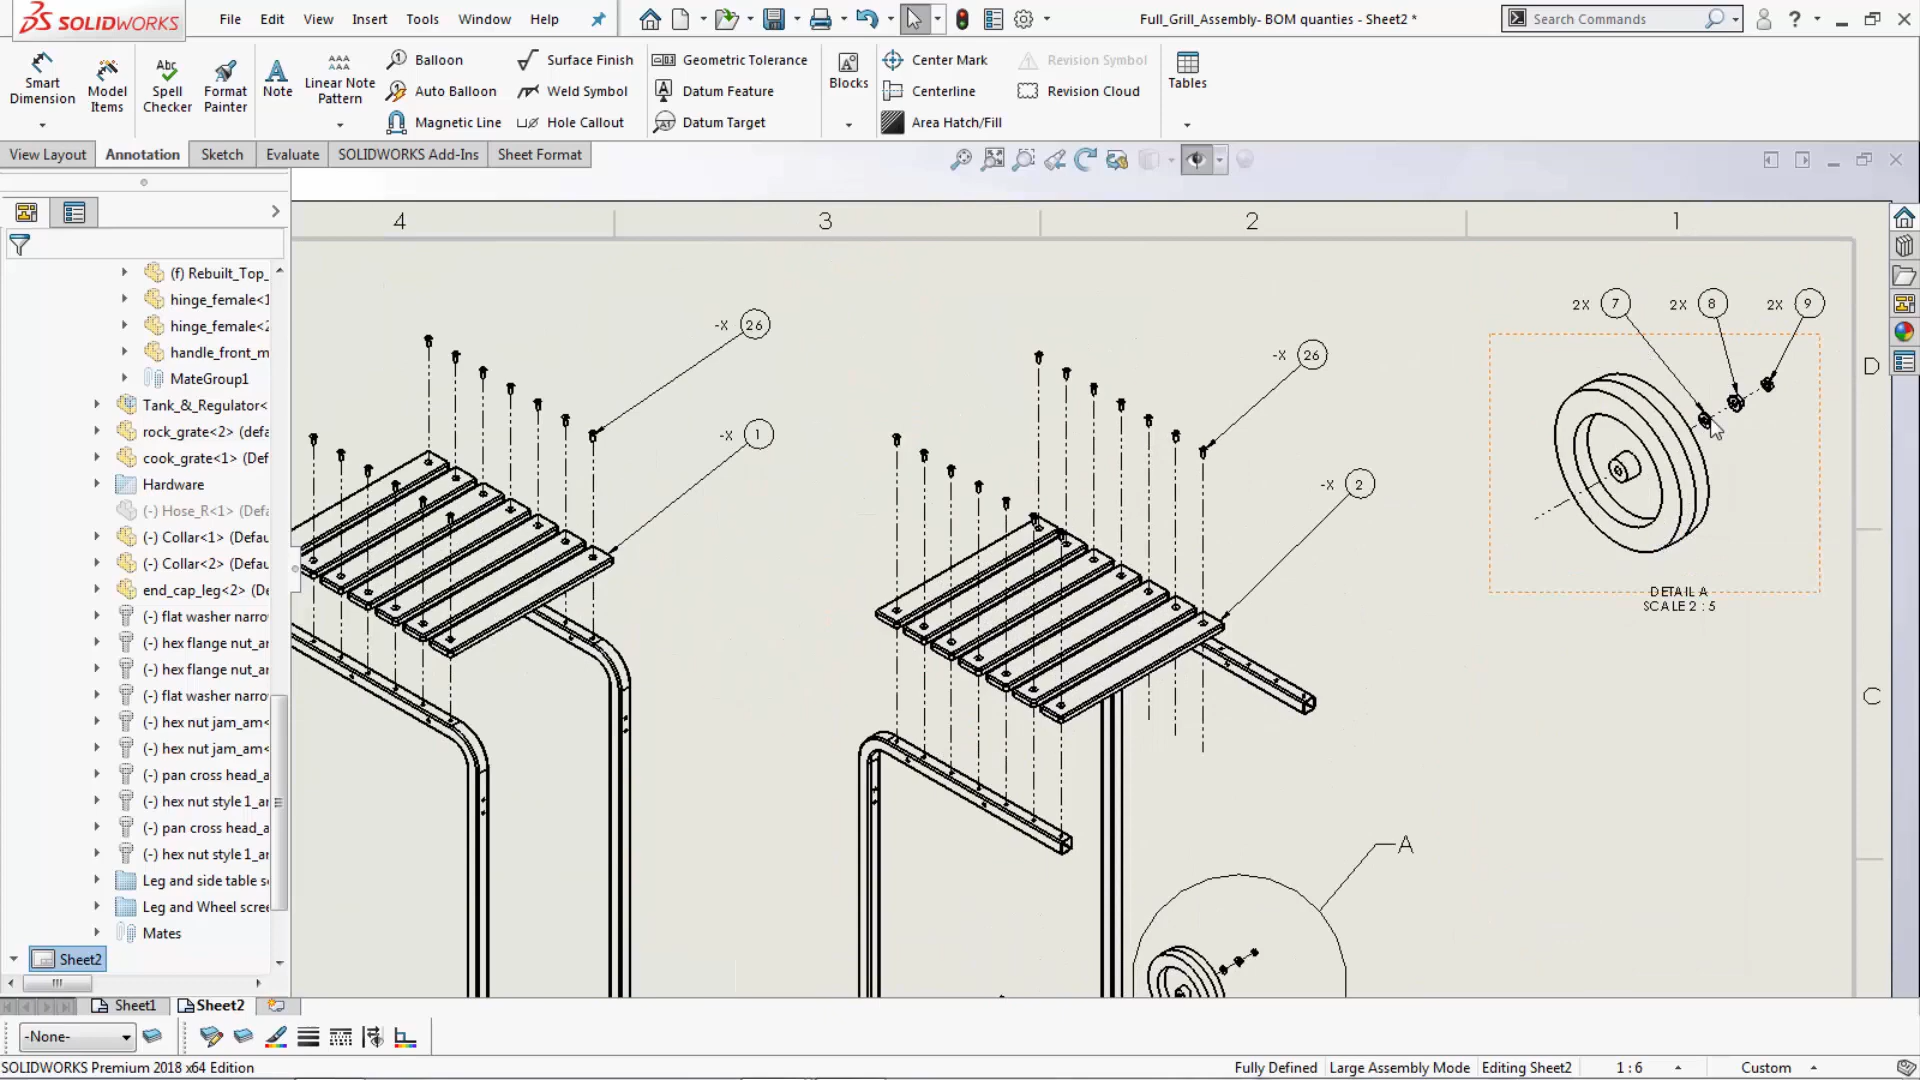 SOLIDWORKS File Edit View Insert Tools Window Help Full_Grill_Assembly- BOM quanties - Sheet2 * Search Commands ?
Smart Dimension
Model Items
Abc
Spell Checker
Format Painter
A
Note
AAA
AAA
Linear Note Pattern
Balloon
Auto Balloon
Magnetic Line
Surface Finish
Weld Symbol
Hole Callout
Geometric Tolerance
Datum Feature
Datum Target
Blocks
Center Mark
Centerline
Area Hatch/Fill
Revision Symbol
Revision Cloud
Tables
View Layout Annotation Sketch Evaluate SOLIDWORKS Add-Ins Sheet Format
(f) Rebuilt_Top_
hinge_female<1
hinge_female<2
handle_front_m
MateGroup1
Tank_&_Regulator<
rock_grate<2> (defa
cook_grate<1> (Def
Hardware
(-) Hose_R<1> (Defa
(-) Collar<1> (Defau
(-) Collar<2> (Defau
end_cap_leg<2> (De
(-) flat washer narro
(-) hex flange nut_ar
(-) hex flange nut_ar
(-) flat washer narro
(-) hex nut jam_am<
(-) hex nut jam_am<
(-) pan cross head_a
(-) hex nut style 1_ar
(-) pan cross head_a
(-) hex nut style 1_ar
Leg and side table s
Leg and Wheel scree
Mates
Sheet2
4 3 2 1
D
C
-X 26
-X 1
-X 26
-X 2
2X 7 2X 8 2X 9
DETAIL A
SCALE 2 : 5
A
Sheet1 Sheet2
-None-
SOLIDWORKS Premium 2018 x64 Edition Fully Defined Large Assembly Mode Editing Sheet2 1 : 6 Custom